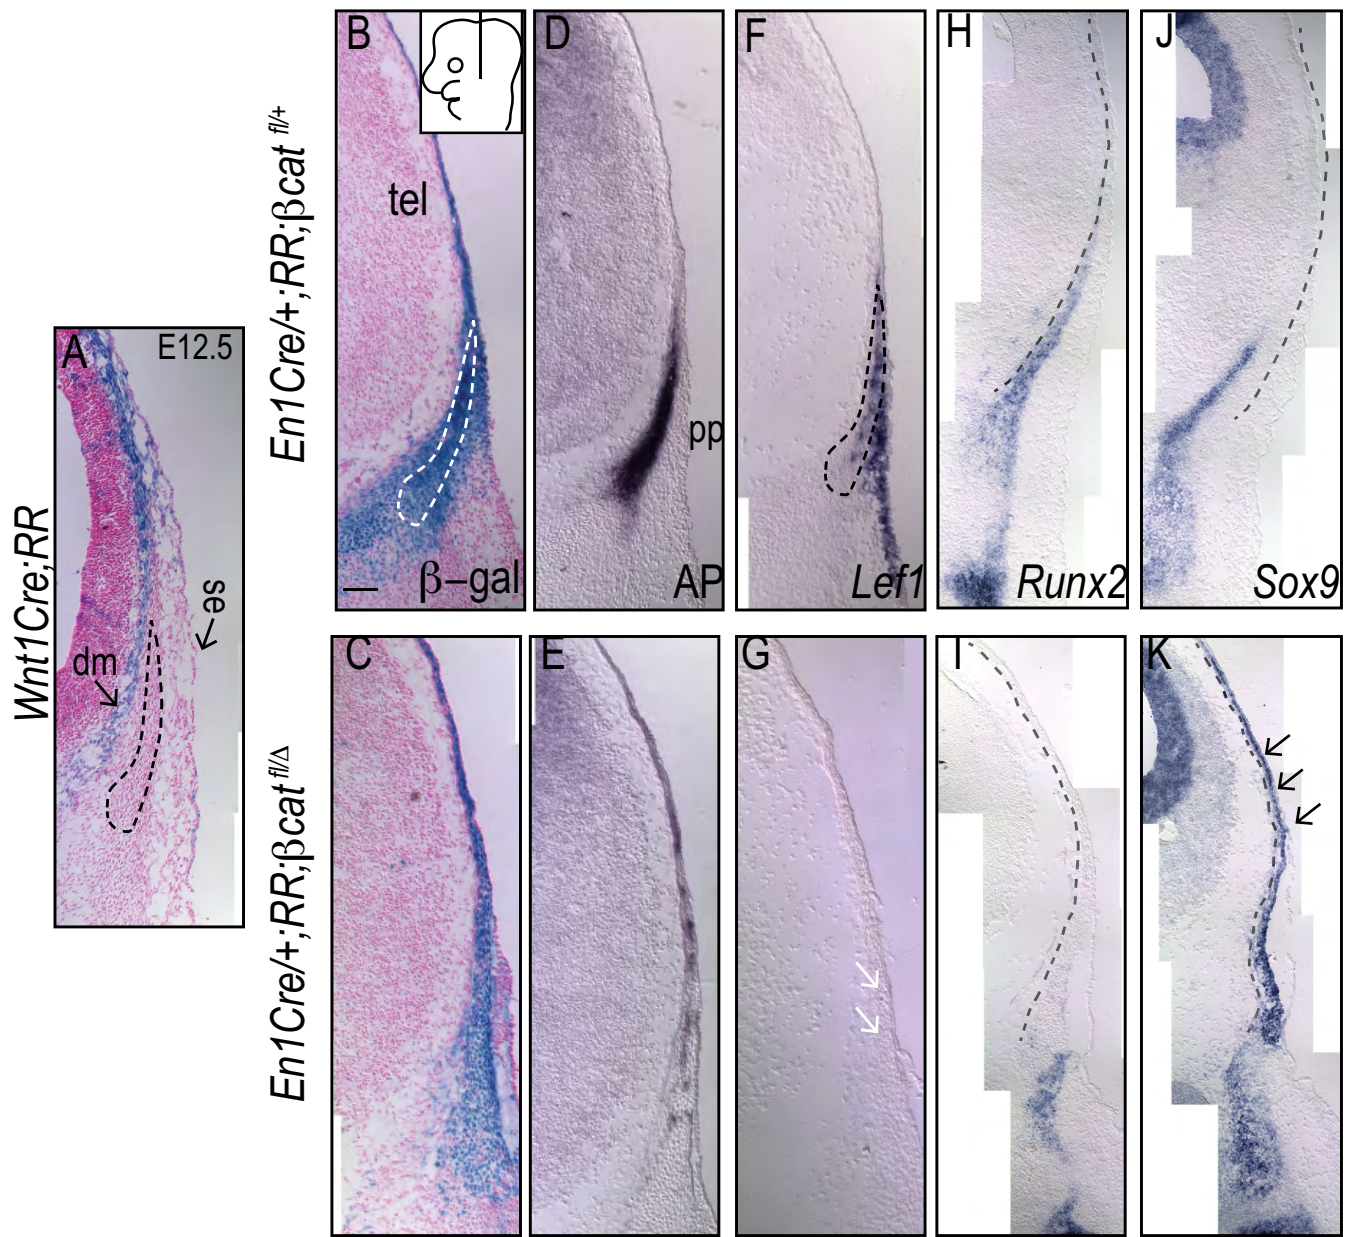 En1Cre/+;RR;βcat fl/+
B
tel
β–gal
D
pp
AP
F
Lef1
H
Runx2
J
Sox9
Wnt1Cre;RR
A
E12.5
se
dm
En1Cre/+;RR;βcat fl/Δ
C
E
G
I
K